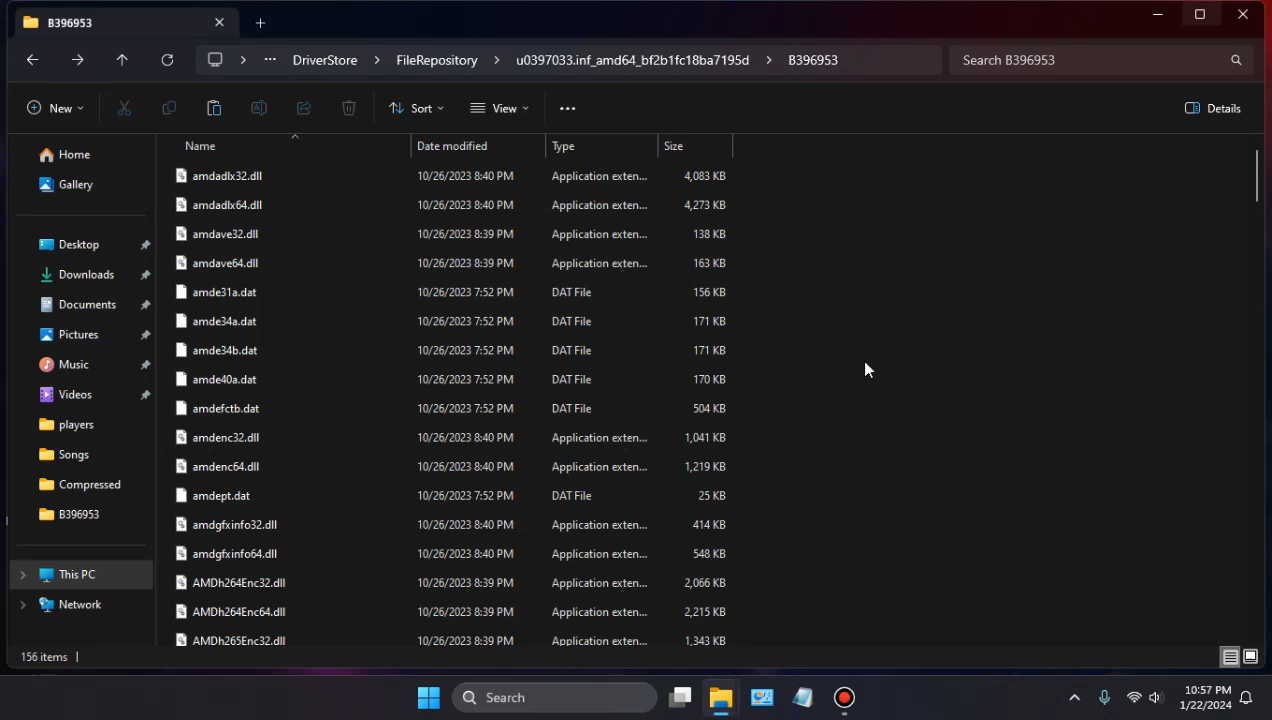 B396953
DriverStore FileRepository u0397033.inf_amd64_bf2b1fc18ba7195d B396953 Search B396953
New Sort View Details
Name Date modified Type Size
Home
Gallery
Desktop
Downloads
Documents
Pictures
Music
Videos
players
Songs
Compressed
B396953
This PC
Network
amdadlx32.dll 10/26/2023 8:40 PM Application exten... 4,083 KB
amdadlx64.dll 10/26/2023 8:40 PM Application exten... 4,273 KB
amdave32.dll 10/26/2023 8:39 PM Application exten... 138 KB
amdave64.dll 10/26/2023 8:39 PM Application exten... 163 KB
amde31a.dat 10/26/2023 7:52 PM DAT File 156 KB
amde34a.dat 10/26/2023 7:52 PM DAT File 171 KB
amde34b.dat 10/26/2023 7:52 PM DAT File 171 KB
amde40a.dat 10/26/2023 7:52 PM DAT File 170 KB
amdefctb.dat 10/26/2023 7:52 PM DAT File 504 KB
amdenc32.dll 10/26/2023 8:40 PM Application exten... 1,041 KB
amdenc64.dll 10/26/2023 8:40 PM Application exten... 1,219 KB
amdept.dat 10/26/2023 7:52 PM DAT File 25 KB
amdgfxinfo32.dll 10/26/2023 8:40 PM Application exten... 414 KB
amdgfxinfo64.dll 10/26/2023 8:40 PM Application exten... 548 KB
AMDh264Enc32.dll 10/26/2023 8:39 PM Application exten... 2,066 KB
AMDh264Enc64.dll 10/26/2023 8:39 PM Application exten... 2,215 KB
AMDh265Enc32.dll 10/26/2023 8:39 PM Application exten... 1,343 KB
156 items
Search
10:57 PM
1/22/2024